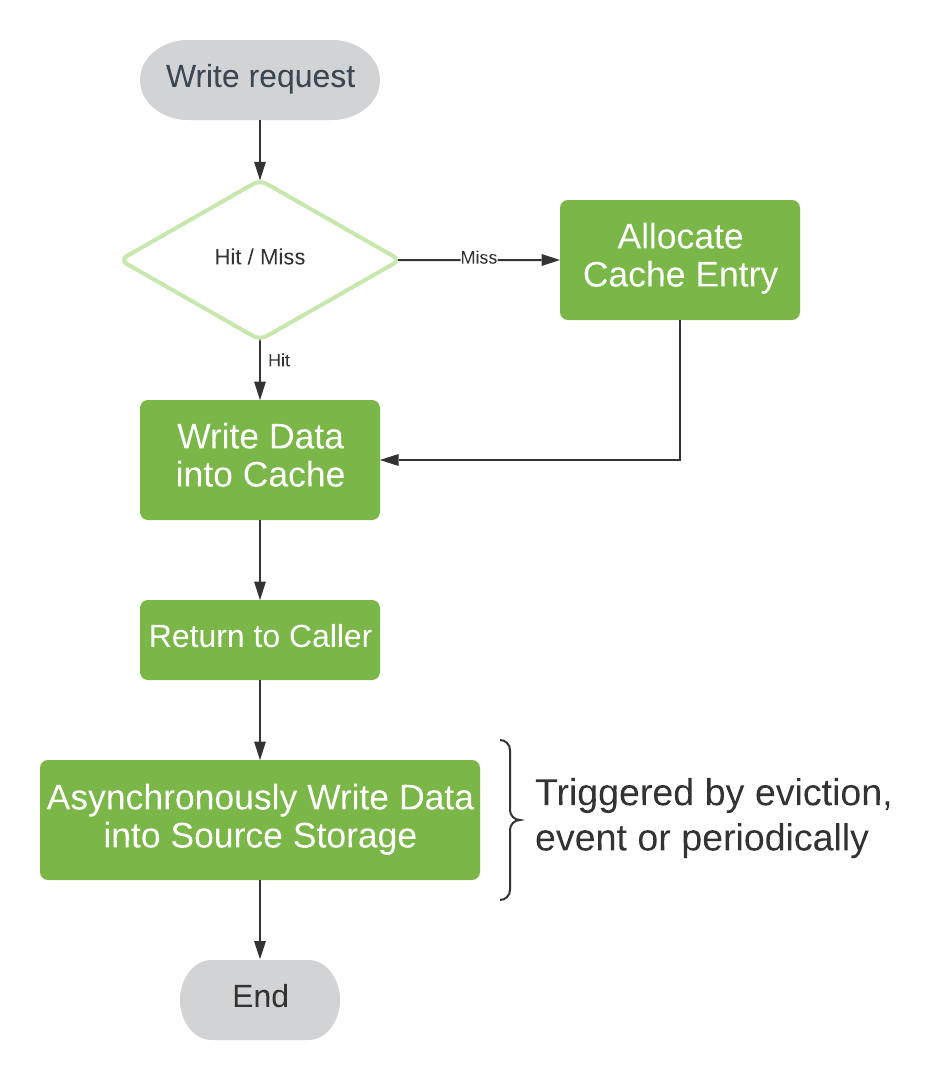 Write request
Hit / Miss
Miss
Allocate
Cache Entry
Hit
Write Data
into Cache
Return to Caller
Asynchronously Write Data
into Source Storage
Triggered by eviction,
event or periodically
End